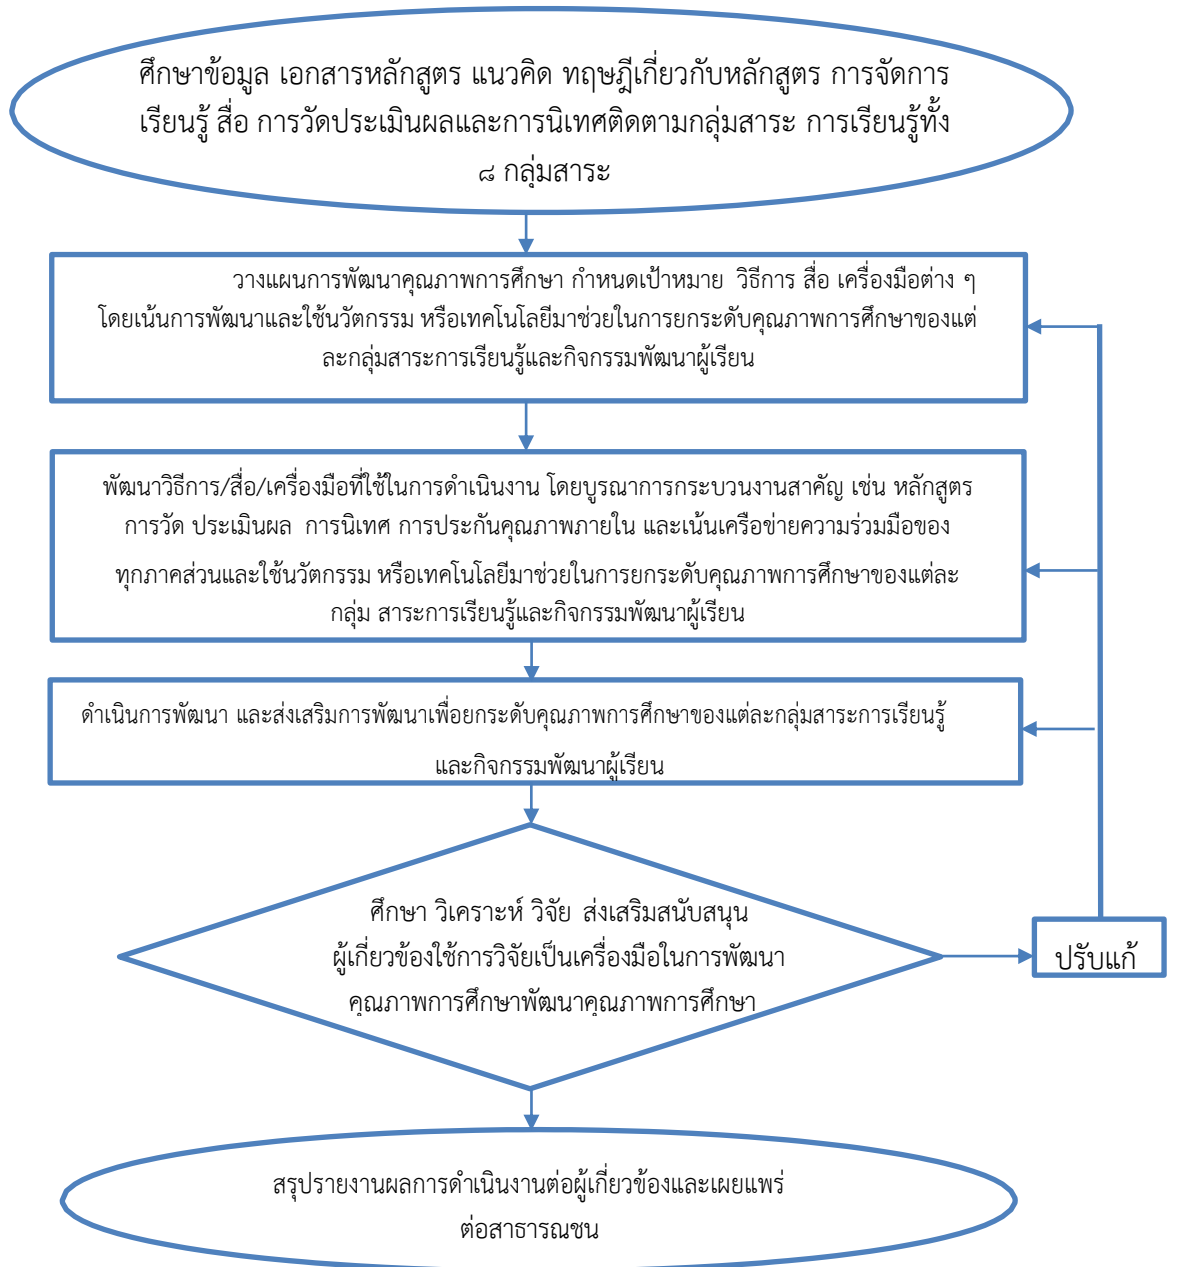 ศึกษาข้อมูล เอกสารหลักสูตร แนวคิด ทฤษฎีเกี่ยวกับหลักสูตร การจัดการ
เรียนรู้ สื่อ การวัดประเมินผลและการนิเทศติดตามกลุ่มสาระ การเรียนรู้ทั้ง
๘ กลุ่มสาระ
วางแผนการพัฒนาคุณภาพการศึกษา กำหนดเป้าหมาย วิธีการ สื่อ เครื่องมือต่าง ๆ
โดยเน้นการพัฒนาและใช้นวัตกรรม หรือเทคโนโลยีมาช่วยในการยกระดับคุณภาพการศึกษาของแต่
ละกลุ่มสาระการเรียนรู้และกิจกรรมพัฒนาผู้เรียน
พัฒนาวิธีการ/สื่อ/เครื่องมือที่ใช้ในการดำเนินงาน โดยบูรณาการกระบวนงานสาคัญ เช่น หลักสูตร
การวัด ประเมินผล การนิเทศ การประกันคุณภาพภายใน และเน้นเครือข่ายความร่วมมือของ
ทุกภาคส่วนและใช้นวัตกรรม หรือเทคโนโลยีมาช่วยในการยกระดับคุณภาพการศึกษาของแต่ละ
กลุ่ม สาระการเรียนรู้และกิจกรรมพัฒนาผู้เรียน
ดำเนินการพัฒนา และส่งเสริมการพัฒนาเพื่อยกระดับคุณภาพการศึกษาของแต่ละกลุ่มสาระการเรียนรู้
และกิจกรรมพัฒนาผู้เรียน
ศึกษา วิเคราะห์ วิจัย ส่งเสริมสนับสนุน
ผู้เกี่ยวข้องใช้การวิจัยเป็นเครื่องมือในการพัฒนา
คุณภาพการศึกษาพัฒนาคุณภาพการศึกษา
ปรับแก้
สรุปรายงานผลการดำเนินงานต่อผู้เกี่ยวข้องและเผยแพร่
ต่อสาธารณชน